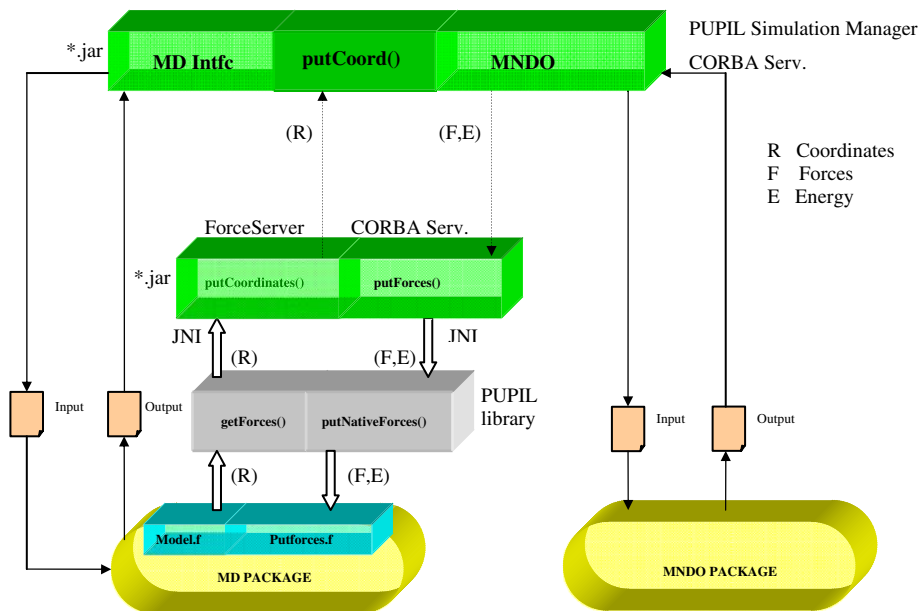 PUPIL Simulation Manager
*.jar
MD Intfc
putCoord()
MNDO
CORBA Serv.
(R)
(F,E)
R Coordinates
F Forces
E Energy
ForceServer
CORBA Serv.
*.jar
putCoordinates()
putForces()
JNI
(R)
(F,E)
JNI
PUPIL
library
getForces()
putNativeForces()
Input
Output
Input
Output
(R)
(F,E)
Model.f
Putforces.f
MD PACKAGE
MNDO PACKAGE